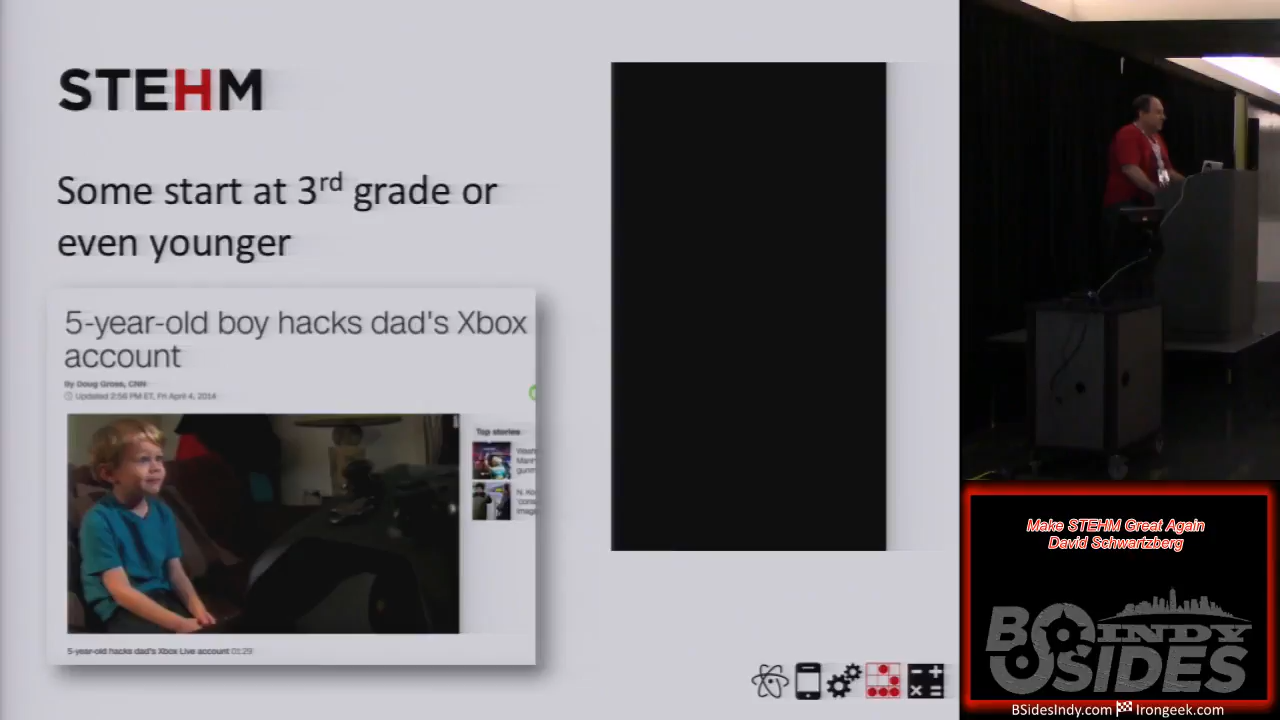 STEHM
Some start at 3rd grade or
even younger
5-year-old boy hacks dad's Xbox
account
By Doug Gross, CNN
Updated 2:56 PM ET, Fri April 4, 2014
Top stories
5-year-old hacks dad's Xbox Live account 01:29
Make STEHM Great Again
David Schwartzberg
BSIDES
INDY
BSidesIndy.com Irongeek.com